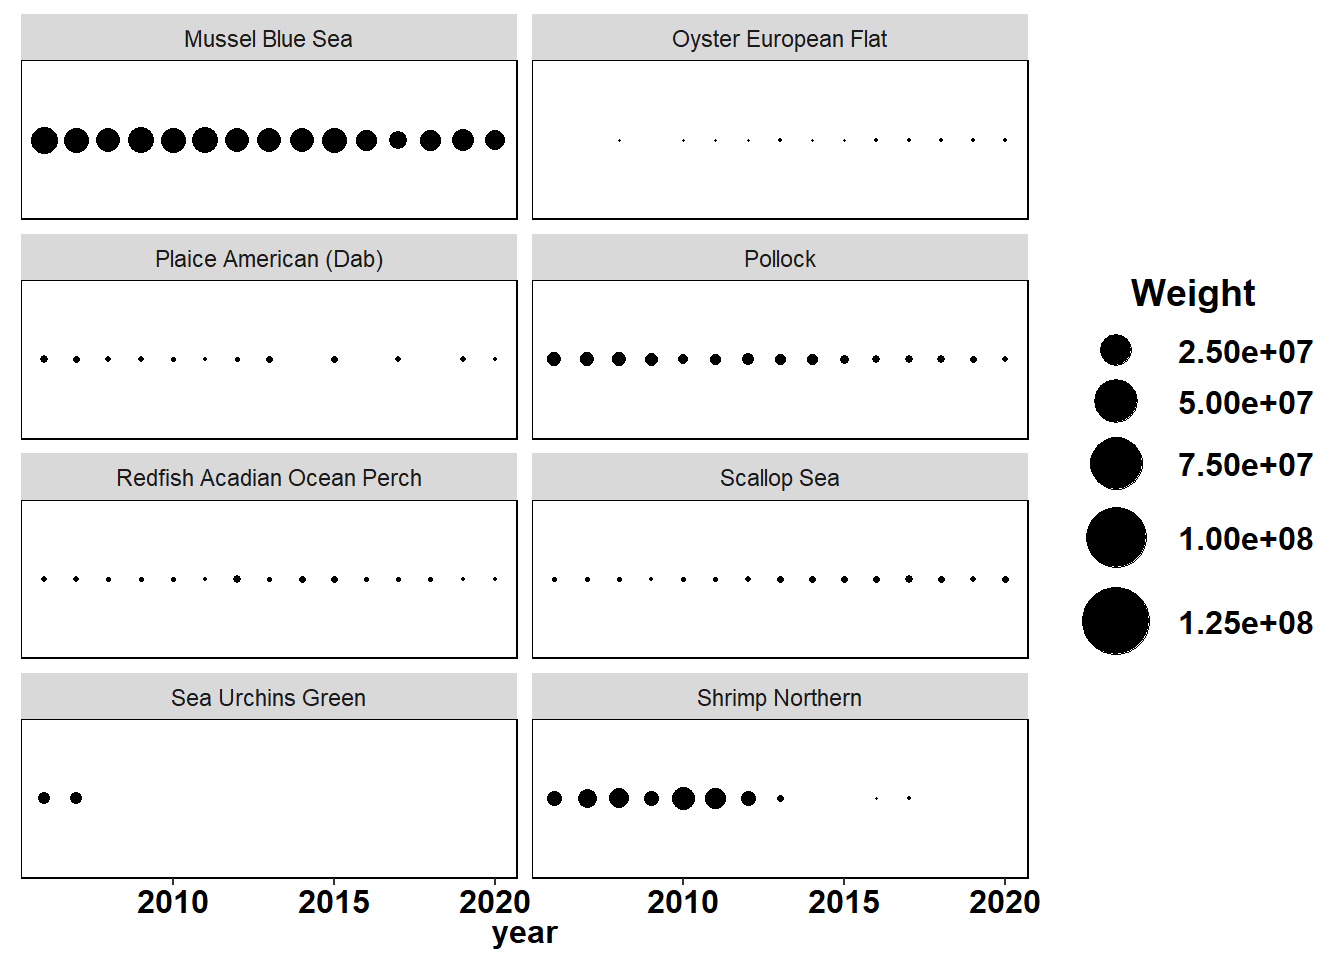 Mussel Blue Sea
Oyster European Flat
Plaice American (Dab)
Pollock
Redfish Acadian Ocean Perch
Scallop Sea
Sea Urchins Green
Shrimp Northern
2010 2015 2020
2010 2015 2020
year
Weight
2.50e+07
5.00e+07
7.50e+07
1.00e+08
1.25e+08